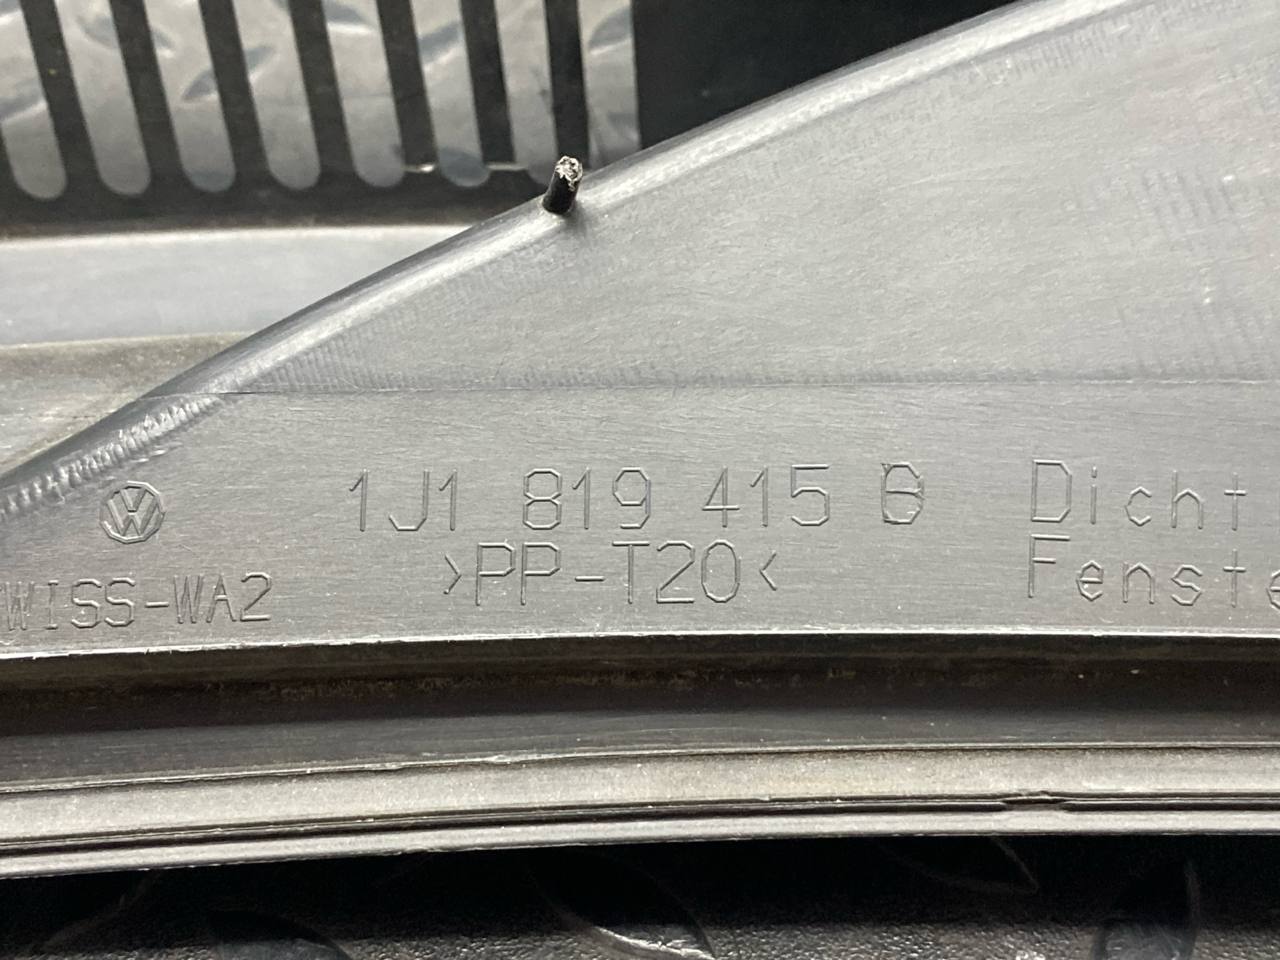 1J1 819 415 B Dicht
>PP-T20< Fenste
WISS-WA2